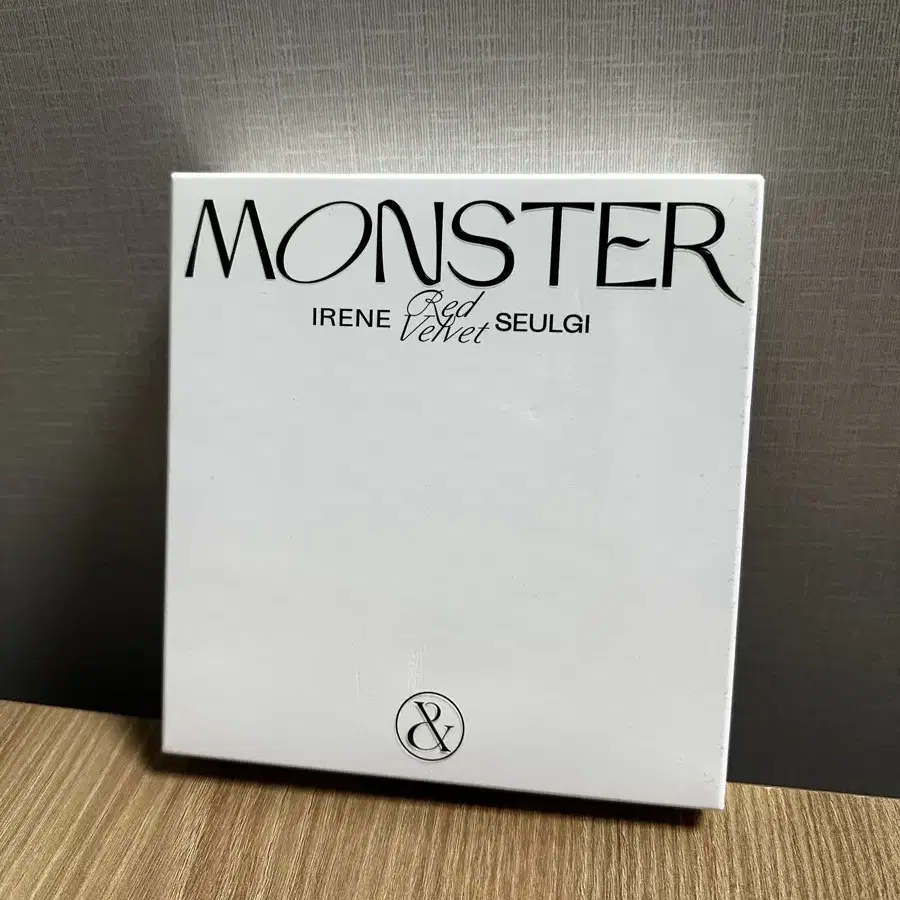 MONSTER
IRENE Red Velvet SEULGI
&